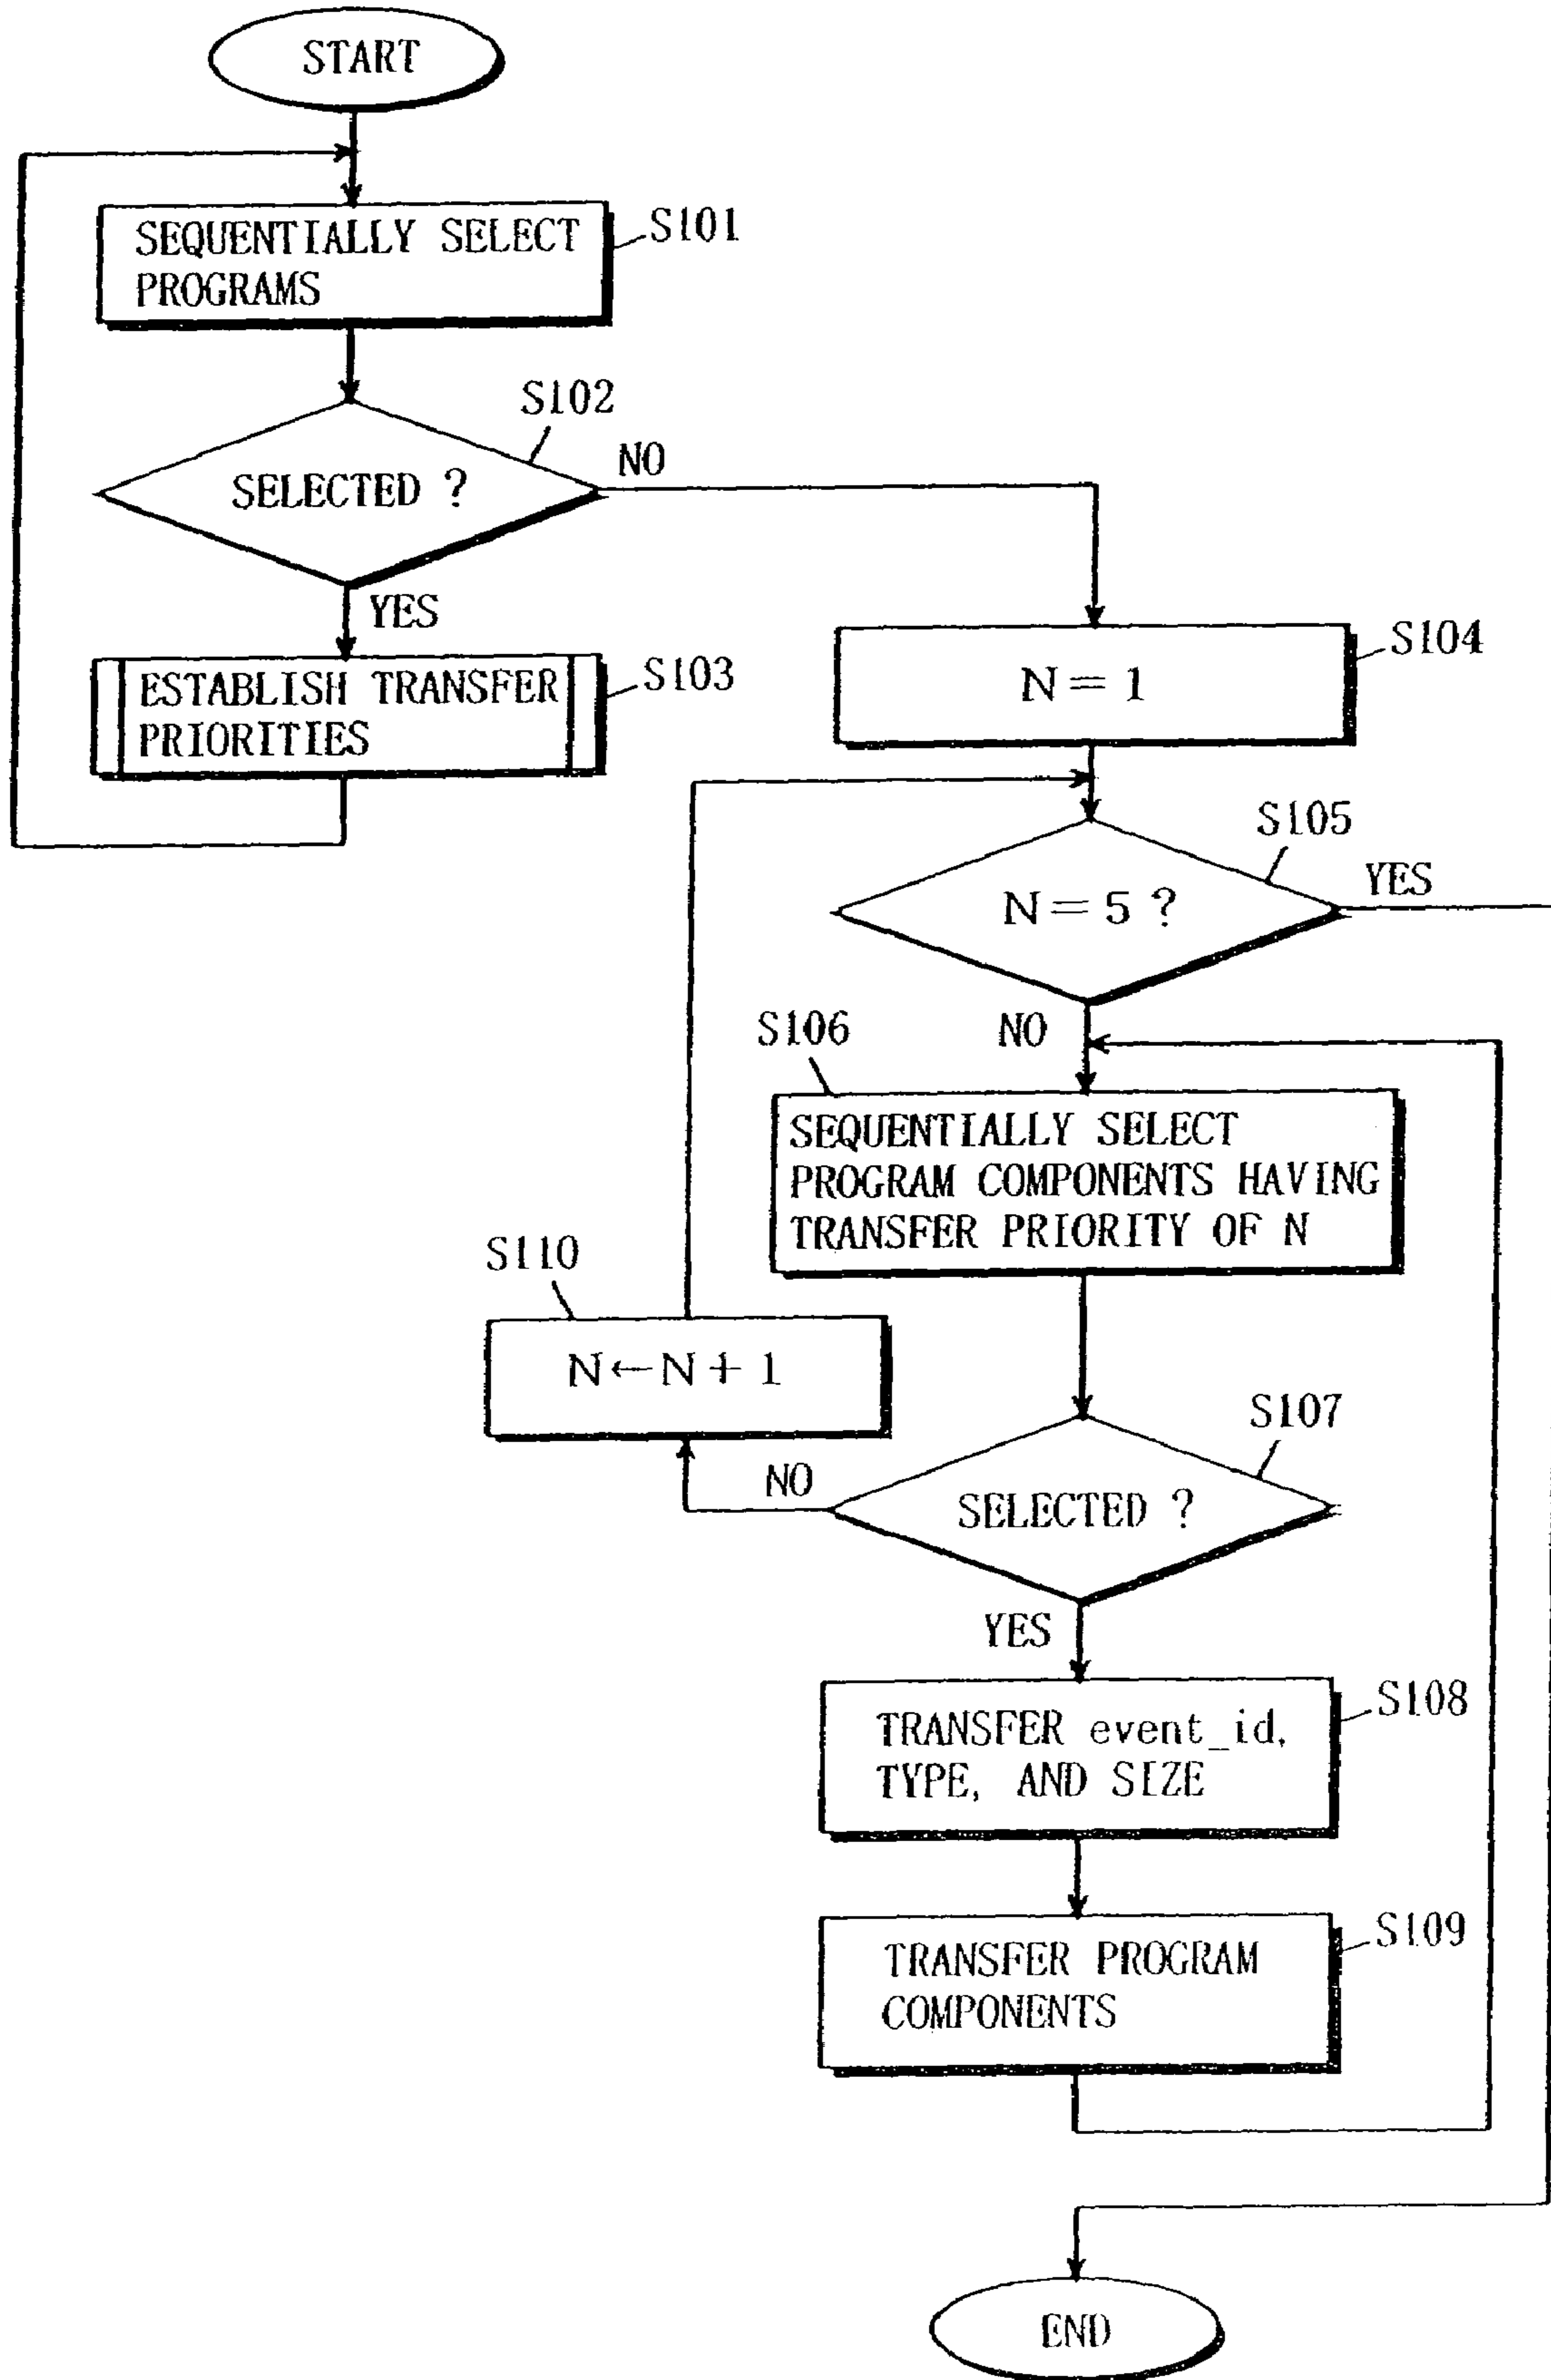 START
SEQUENTIALLY SELECT
PROGRAMS
S101
S102
SELECTED ?
NO
YES
ESTABLISH TRANSFER
PRIORITIES
S103
N = 1
S104
S105
N = 5 ?
YES
NO
S106
SEQUENTIALLY SELECT
PROGRAM COMPONENTS HAVING
TRANSFER PRIORITY OF N
S110
N ← N + 1
S107
NO
SELECTED ?
YES
TRANSFER event_id,
TYPE, AND SIZE
S108
TRANSFER PROGRAM
COMPONENTS
S109
END